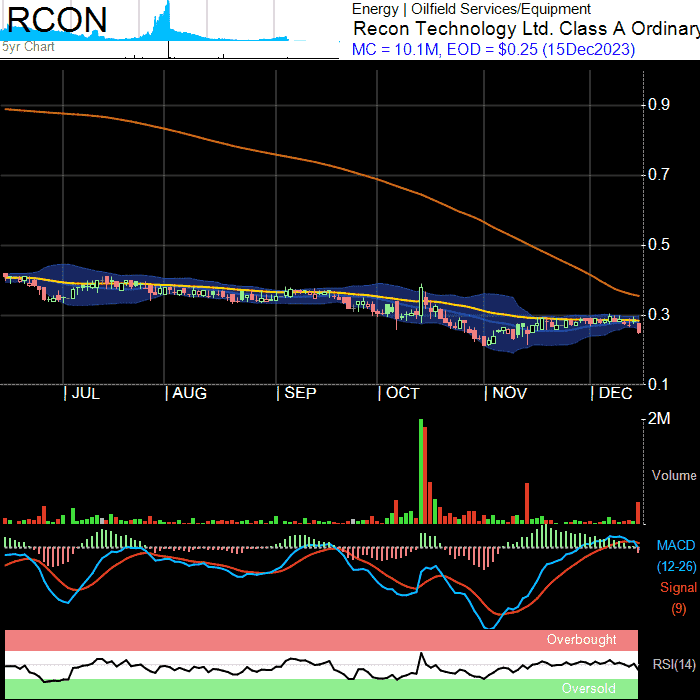 RCON
5yr Chart
Energy | Oilfield Services/Equipment
Recon Technology Ltd. Class A Ordinary
MC = 10.1M, EOD = $0.25 (15Dec2023)
0.9
0.7
0.5
0.3
0.1
| JUL | AUG | SEP | OCT | NOV | DEC
2M
Volume
MACD
(12-26)
Signal
(9)
Overbought
RSI(14)
Oversold